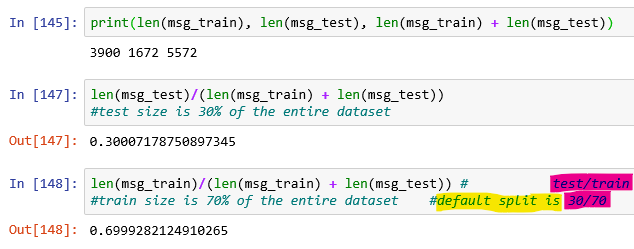 In [145]: print(len(msg_train), len(msg_test), len(msg_train) + len(msg_test))
3900 1672 5572
In [147]: len(msg_test)/(len(msg_train) + len(msg_test))
#test size is 30% of the entire dataset
Out[147]: 0.30007178750897345
In [148]: len(msg_train)/(len(msg_train) + len(msg_test)) # test/train
#train size is 70% of the entire dataset #default split is 30/70
Out[148]: 0.6999282124910265